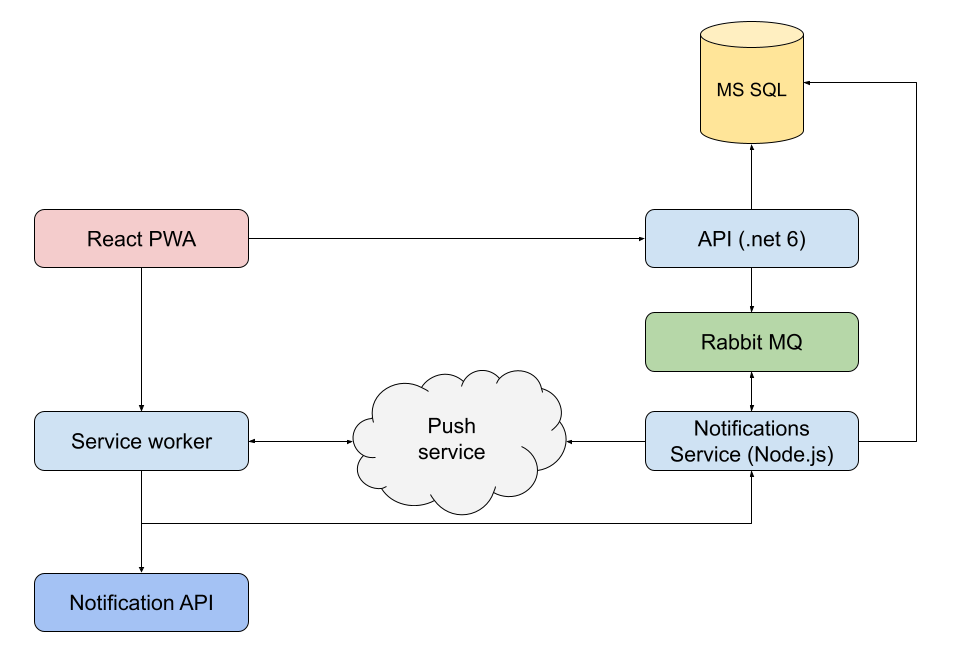 MS SQL
React PWA
API (.net 6)
Rabbit MQ
Service worker
Push
service
Notifications
Service (Node.js)
Notification API